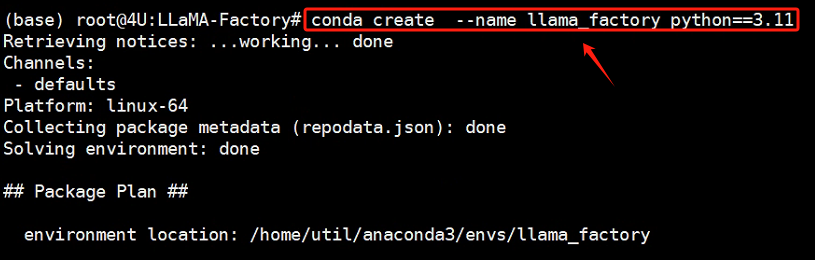 (base) root@4U:LLaMA-Factory# conda create  --name llama_factory python==3.11
Retrieving notices: ...working... done
Channels:
 - defaults
Platform: linux-64
Collecting package metadata (repodata.json): done
Solving environment: done
## Package Plan ##
  environment location: /home/util/anaconda3/envs/llama_factory